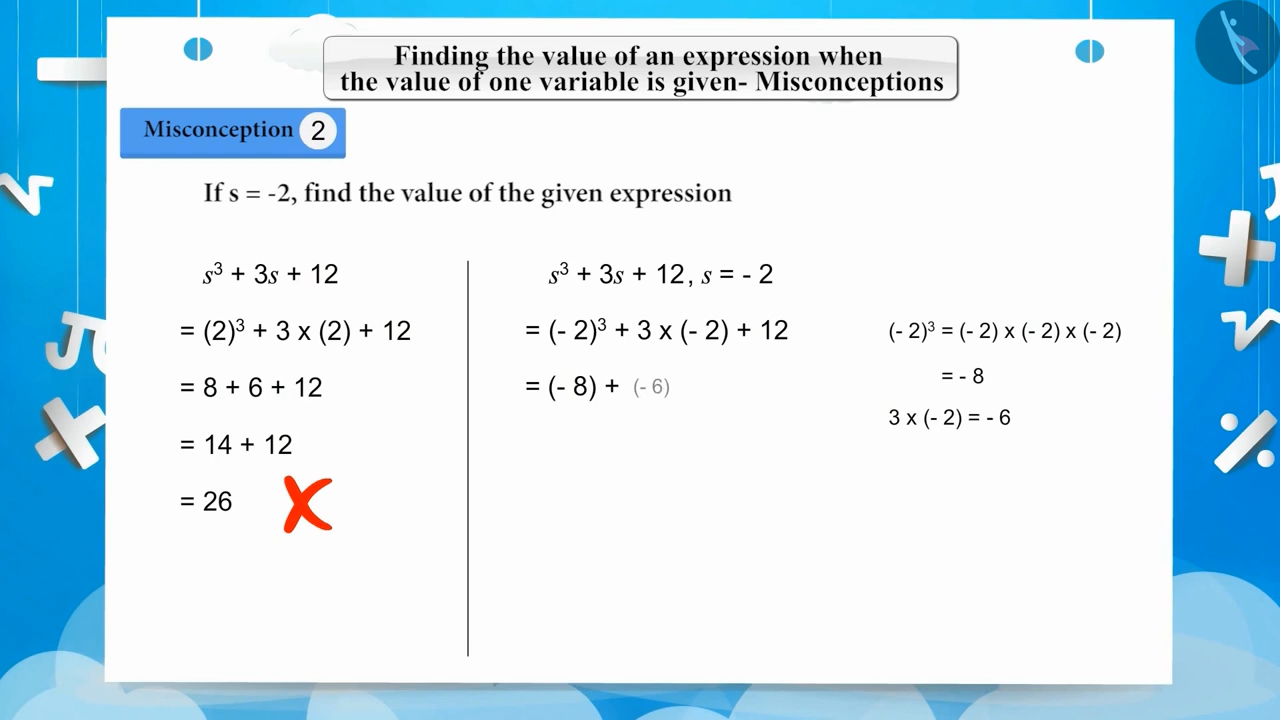 Finding the value of an expression when
the value of one variable is given- Misconceptions
Misconception 2
If s = -2, find the value of the given expression
s³ + 3s + 12
= (2)³ + 3 x (2) + 12
= 8 + 6 + 12
= 14 + 12
= 26
s³ + 3s + 12, s = - 2
= (- 2)³ + 3 x (- 2) + 12
= (- 8) + (- 6)
(- 2)³ = (- 2) x (- 2) x (- 2)
= - 8
3 x (- 2) = - 6